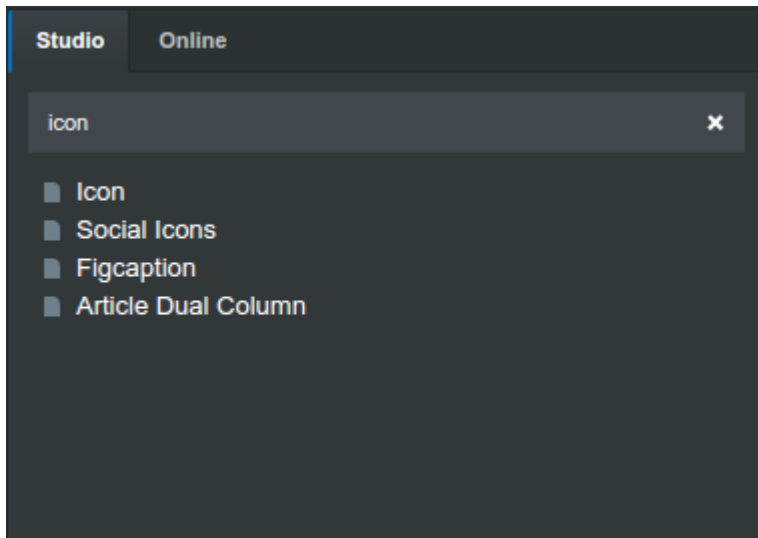 Studio Online
icon
Icon
Social Icons
Figcaption
Article Dual Column